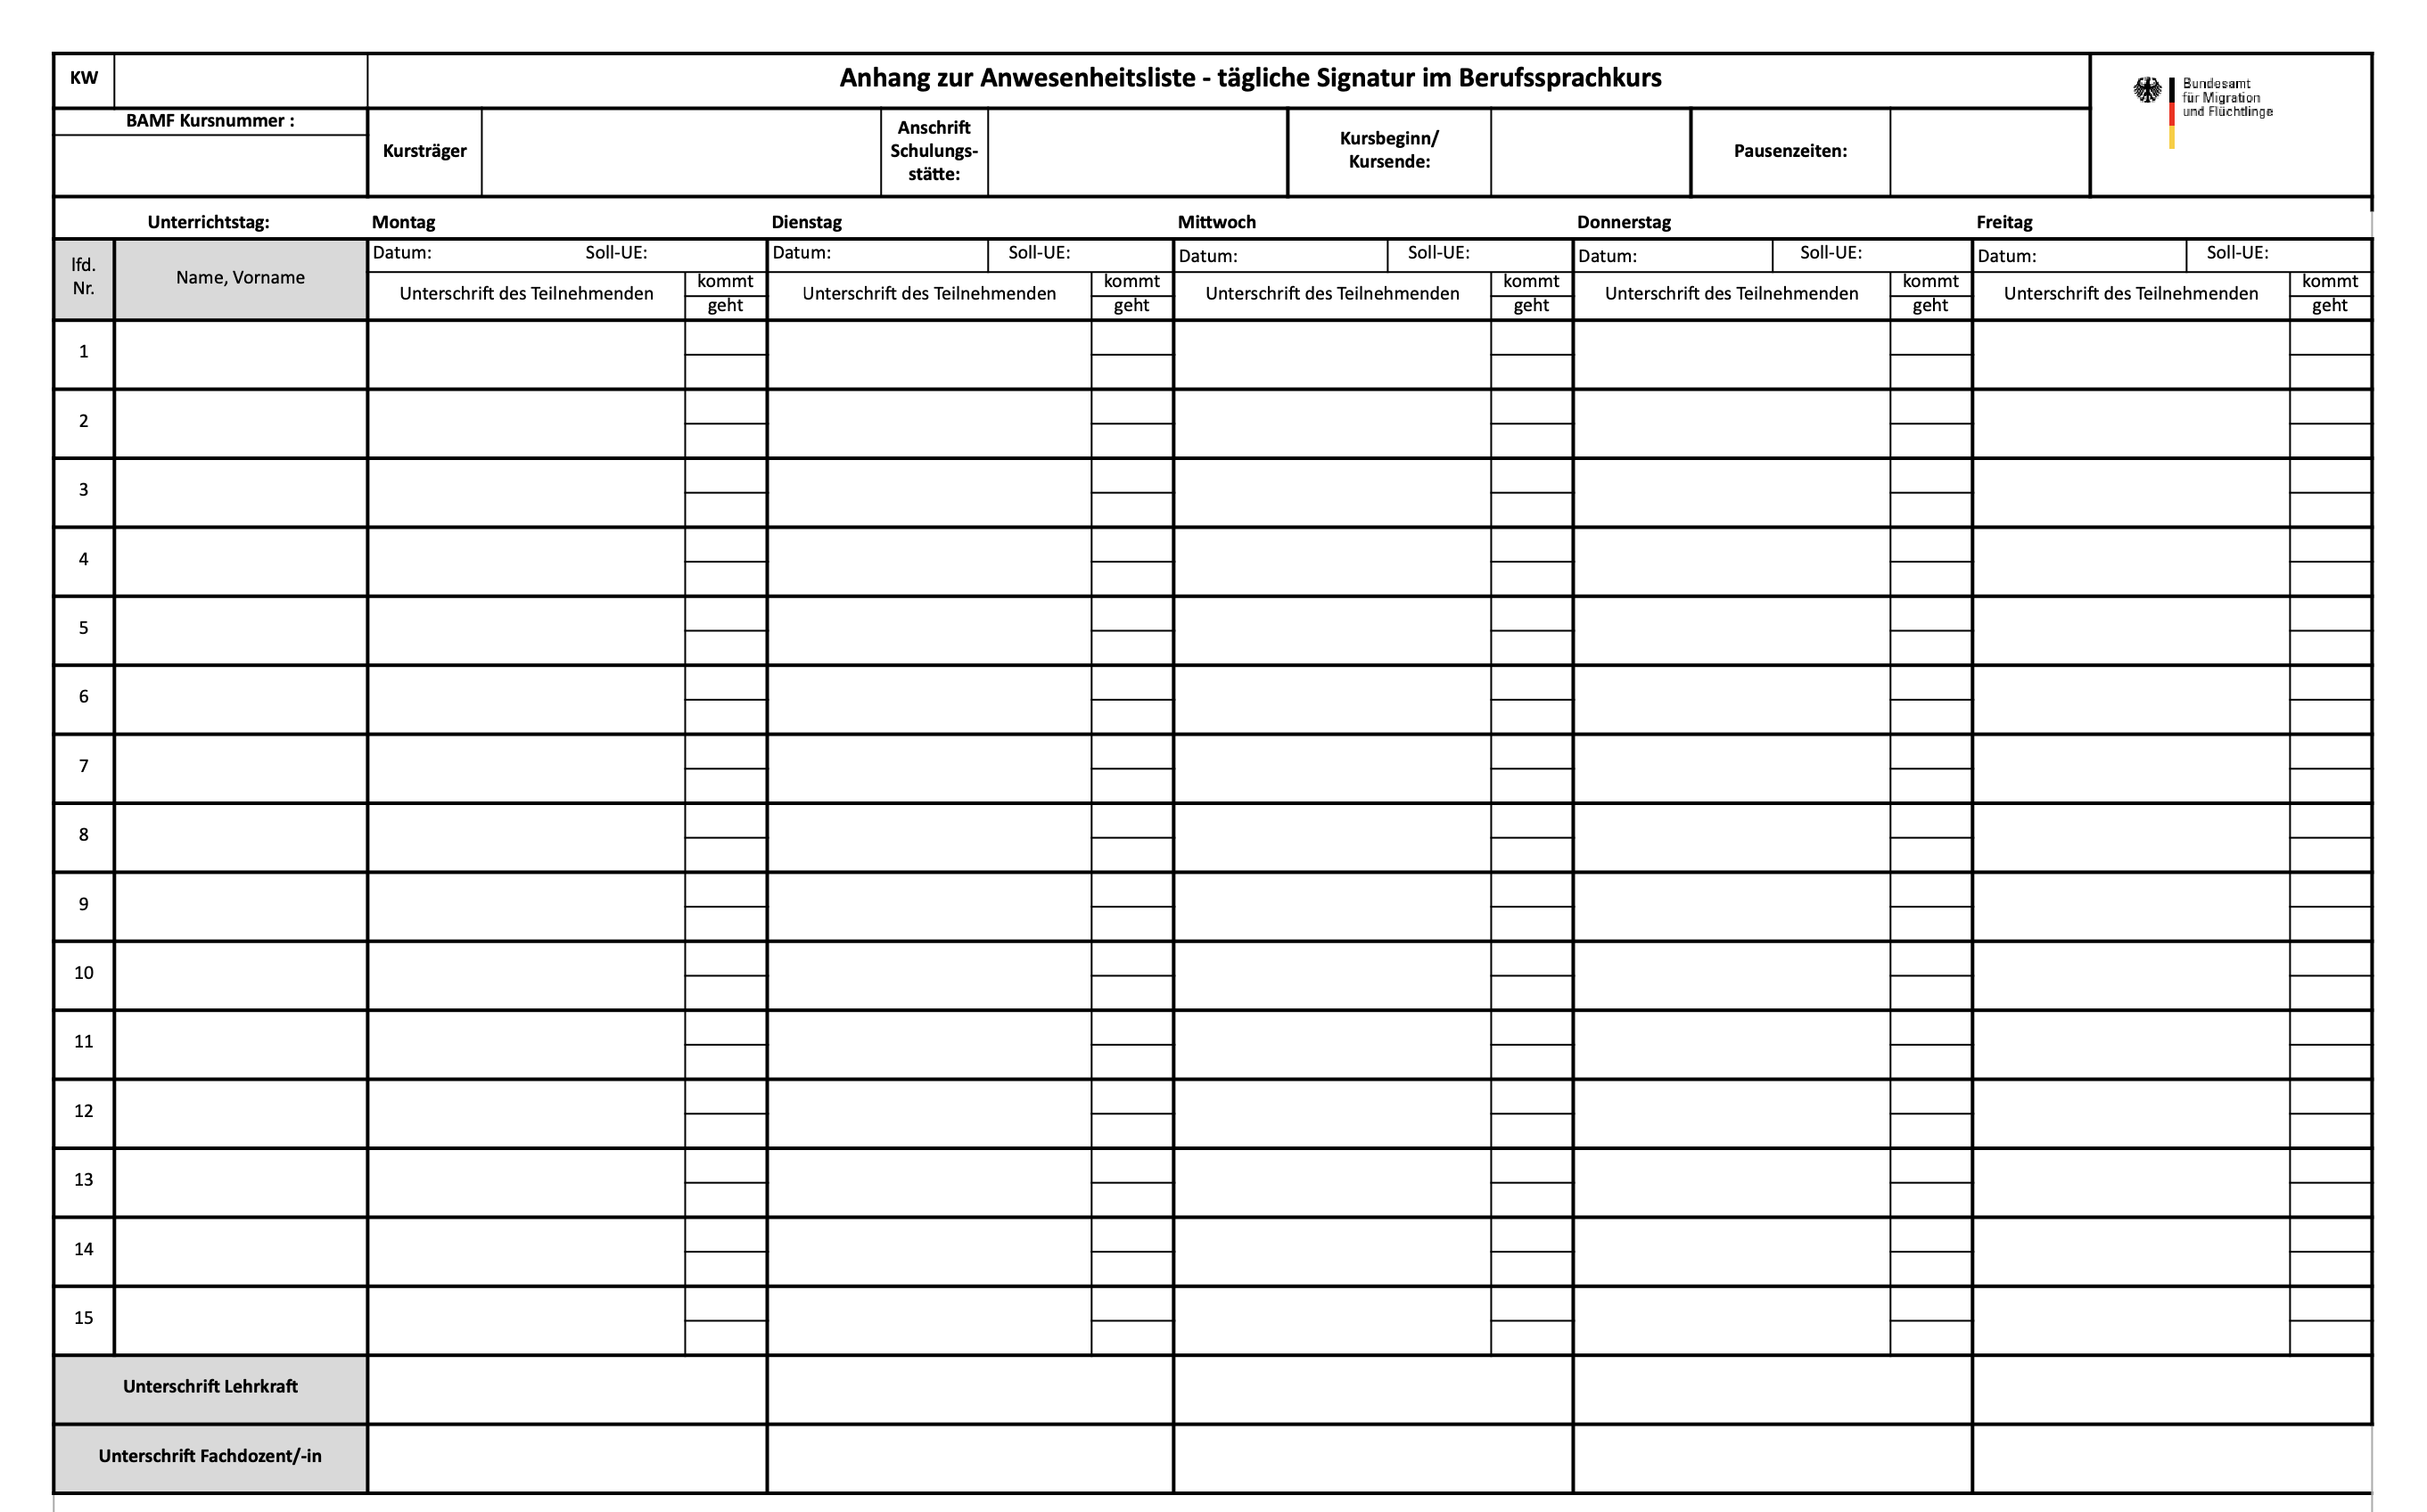 KW
Anhang zur Anwesenheitsliste - tägliche Signatur im Berufssprachkurs
Bundesamt
für Migration
und Flüchtlinge
BAMF Kursnummer :
Kursträger
Anschrift
Schulungs-
stätte:
Kursbeginn/
Kursende:
Pausenzeiten:
Unterrichtstag: Montag Dienstag Mittwoch Donnerstag Freitag
lfd.
Nr.
Name, Vorname
Datum: Soll-UE: Datum: Soll-UE: Datum: Soll-UE: Datum: Soll-UE: Datum: Soll-UE:
Unterschrift des Teilnehmenden kommt Unterschrift des Teilnehmenden kommt Unterschrift des Teilnehmenden kommt Unterschrift des Teilnehmenden kommt Unterschrift des Teilnehmenden kommt
geht geht geht geht geht
1
2
3
4
5
6
7
8
9
10
11
12
13
14
15
Unterschrift Lehrkraft
Unterschrift Fachdozent/-in